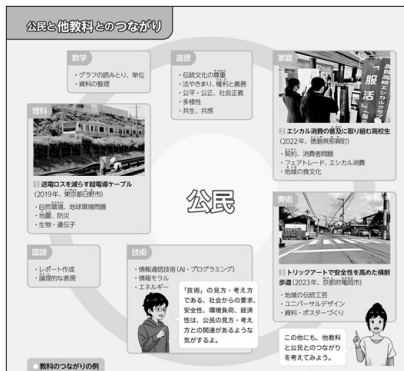 公民と他教科とのつながり
数学
・グラフの読みとり、単位
・資料の整理
道徳
・伝統文化の尊重
・法やきまり、権利と義務
・公平・公正、社会正義
・多様性
・共生、共感
家庭
服活
エシカル消費の普及に取り組む高校生
(2022年、徳島県那賀町)
・契約、消費者問題
・フェアトレード、エシカル消費
・地域の食文化
理科
送電ロスを減らす超電導ケーブル
(2019年、東京都日野市)
・自然環境、地球環境問題
・地震、防災
・生物・遺伝子
公民
美術
トリックアートで安全性を高めた横断
歩道(2023年、京都府亀岡市)
・地域の伝統工芸
・ユニバーサルデザイン
・資料・ポスターづくり
国語
・レポート作成
・論理的な表現
技術
・情報通信技術(AI・プログラミング)
・情報モラル
・エネルギー
「技術」の見方・考え方
である、社会からの要求、
安全性、環境負荷、経済
性は、公民の見方・考え
方との関連があるような
気がするよ。
この他にも、他教科
と公民とのつながり
を考えてみよう。
教科のつながりの例